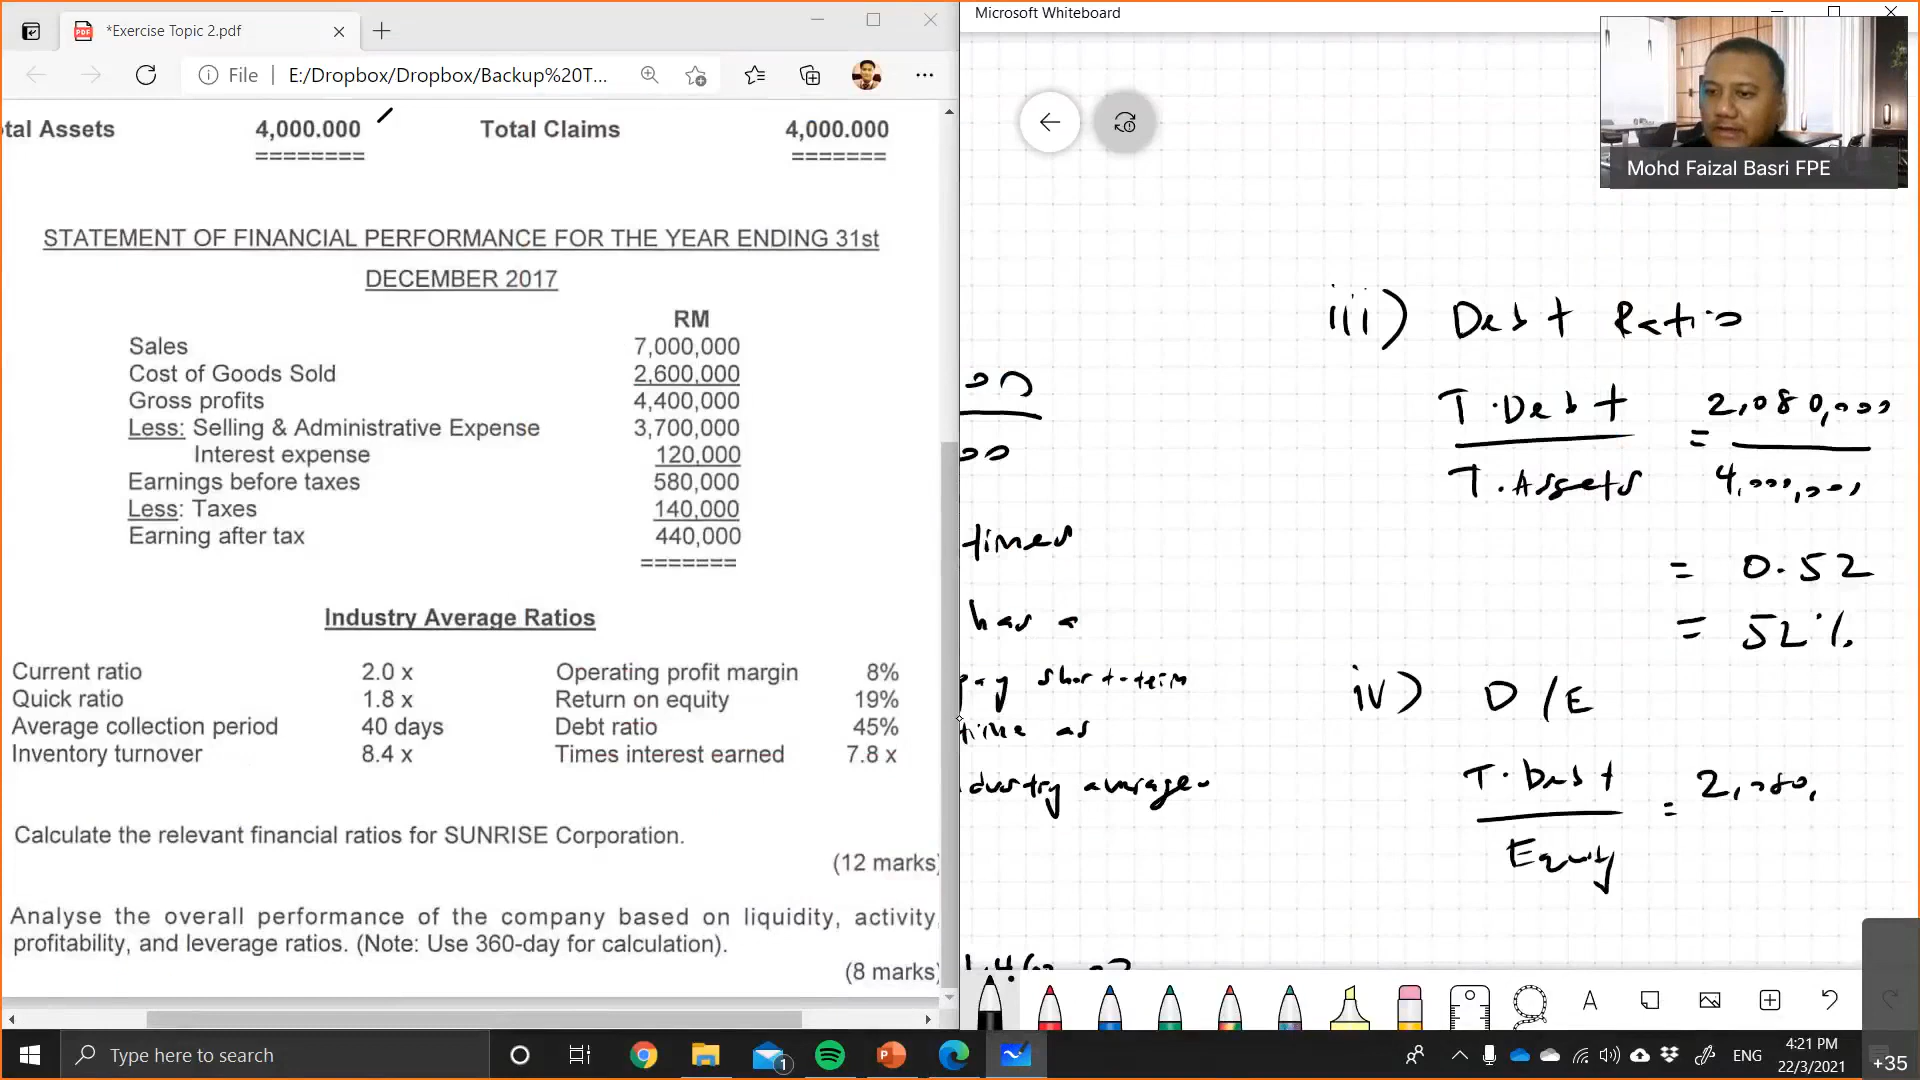 *Exercise Topic 2.pdf
File
E:/Dropbox/Dropbox/Backup%20T...
tal Assets 4,000.000 Total Claims 4,000.000
======== =======
STATEMENT OF FINANCIAL PERFORMANCE FOR THE YEAR ENDING 31st
DECEMBER 2017
RM
Sales 7,000,000
Cost of Goods Sold 2,600,000
Gross profits 4,400,000
Less: Selling & Administrative Expense 3,700,000
Interest expense 120,000
Earnings before taxes 580,000
Less: Taxes 140,000
Earning after tax 440,000
=======
Industry Average Ratios
Current ratio 2.0 x Operating profit margin 8%
Quick ratio 1.8 x Return on equity 19%
Average collection period 40 days Debt ratio 45%
Inventory turnover 8.4 x Times interest earned 7.8 x
Calculate the relevant financial ratios for SUNRISE Corporation.
(12 marks)
Analyse the overall performance of the company based on liquidity, activity,
profitability, and leverage ratios. (Note: Use 360-day for calculation).
(8 marks)
Microsoft Whiteboard
Mohd Faizal Basri FPE
00
00
times
has a
pay short-term
time as
dustry average.
iii) Debt Ratio
T.Debt = 2,080,000
T.Assets 4,000,000
= 0.52
= 52%
iv) D/E
T.Debt = 2,080,
Equity
A
Type here to search
1
ENG
4:21 PM
22/3/2021
+35